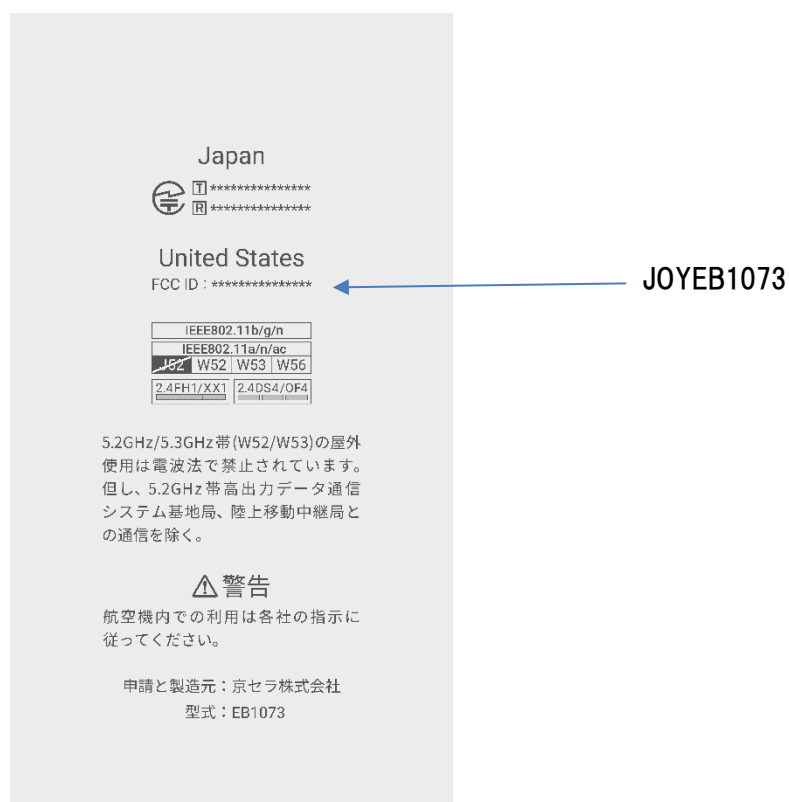 Japan
T ***************
R ***************
United States
FCC ID : ***************
JOYEB1073
IEEE802.11b/g/n
IEEE802.11a/n/ac
J52 W52 W53 W56
2.4FH1/XX1 2.4DS4/OF4
5.2GHz/5.3GHz帯(W52/W53)の屋外
使用は電波法で禁止されています。
但し、5.2GHz帯高出力データ通信
システム基地局、陸上移動中継局と
の通信を除く。
警告
航空機内での利用は各社の指示に
従ってください。
申請と製造元：京セラ株式会社
型式：EB1073